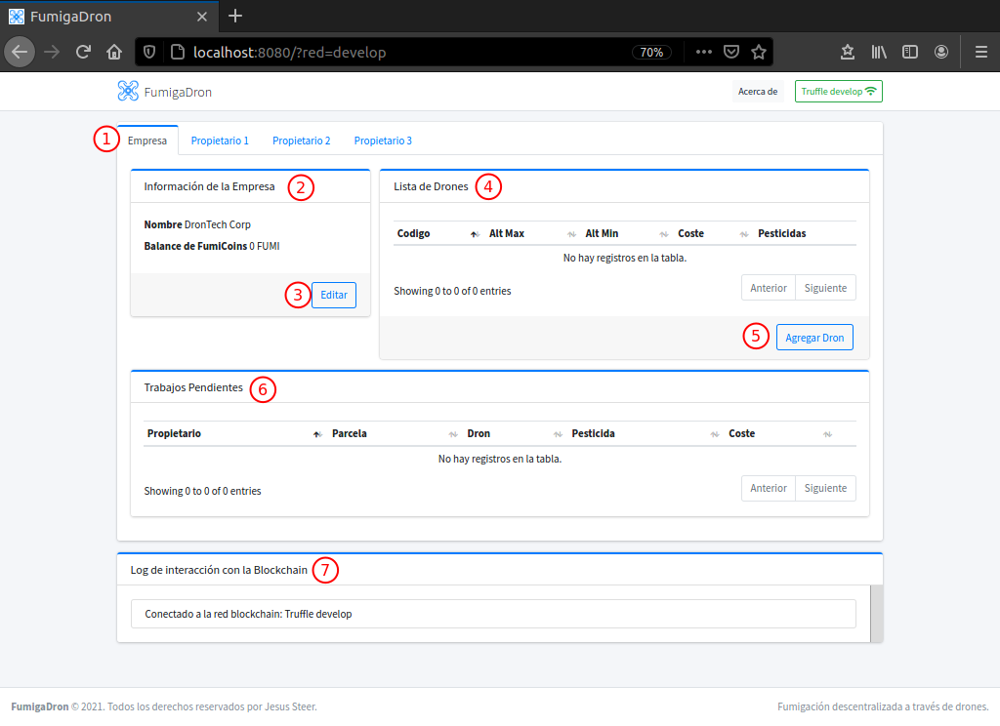 FumigaDron
localhost:8080/?red=develop
70%
FumigaDron
Acerca de
Truffle develop
1
Empresa
Propietario 1
Propietario 2
Propietario 3
Información de la Empresa
2
Nombre DronTech Corp
Balance de FumiCoins 0 FUMI
3
Editar
Lista de Drones
4
Codigo Alt Max Alt Min Coste Pesticidas
No hay registros en la tabla.
Showing 0 to 0 of 0 entries
Anterior Siguiente
5
Agregar Dron
Trabajos Pendientes
6
Propietario Parcela Dron Pesticida Coste
No hay registros en la tabla.
Showing 0 to 0 of 0 entries
Anterior Siguiente
Log de interacción con la Blockchain
7
Conectado a la red blockchain: Truffle develop
FumigaDron © 2021. Todos los derechos reservados por Jesus Steer.
Fumigación descentralizada a través de drones.